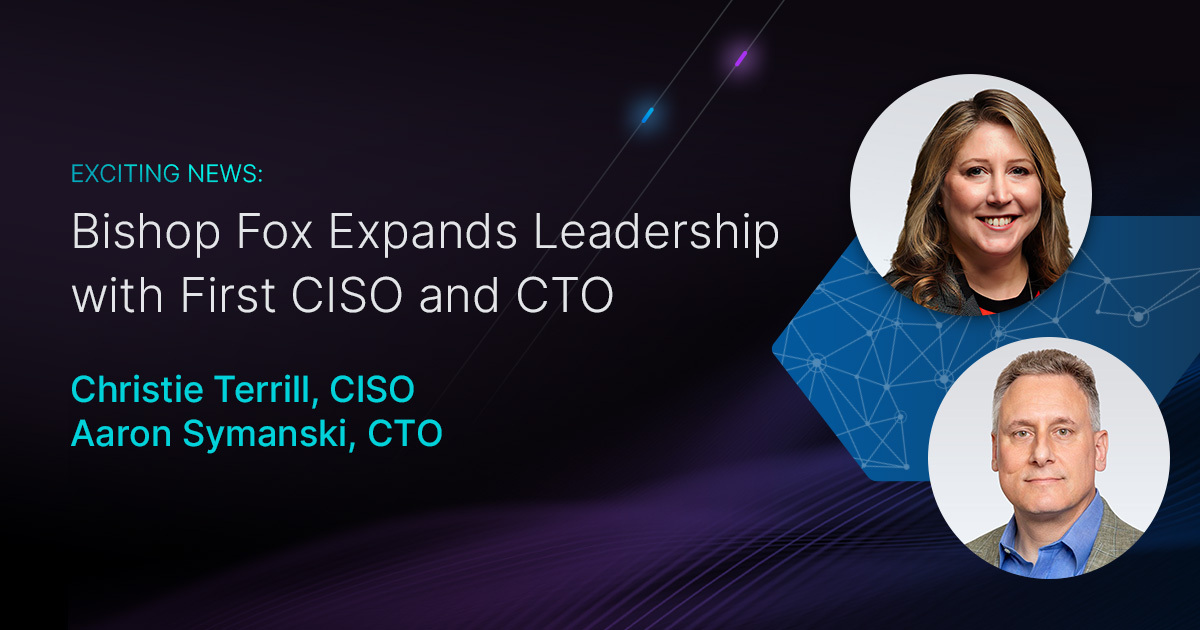 EXCITING NEWS:
Bishop Fox Expands Leadership
with First CISO and CTO
Christie Terrill, CISO
Aaron Symanski, CTO